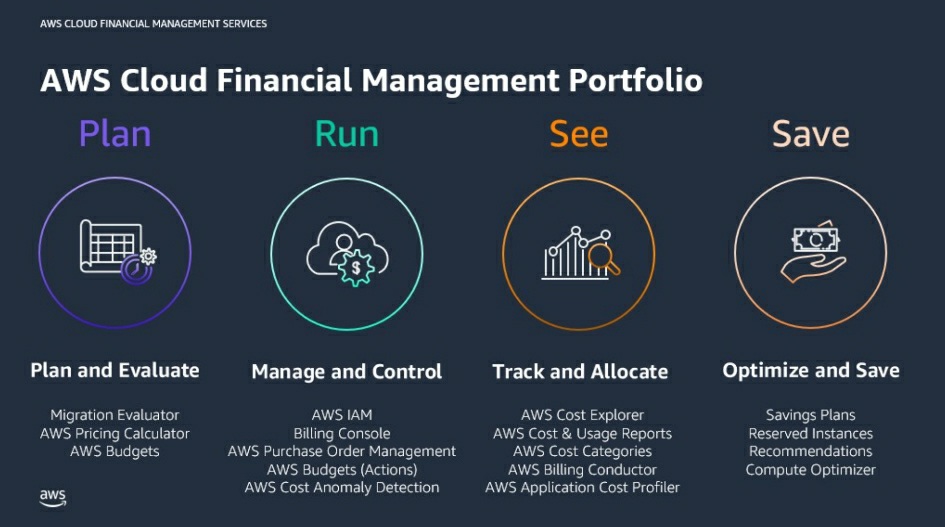 AWS CLOUD FINANCIAL MANAGEMENT SERVICES
AWS Cloud Financial Management Portfolio
Plan
Run
See
Save
$
Plan and Evaluate
Migration Evaluator
AWS Pricing Calculator
AWS Budgets
Manage and Control
AWS IAM
Billing Console
AWS Purchase Order Management
AWS Budgets (Actions)
AWS Cost Anomaly Detection
Track and Allocate
AWS Cost Explorer
AWS Cost & Usage Reports
AWS Cost Categories
AWS Billing Conductor
AWS Application Cost Profiler
Optimize and Save
Savings Plans
Reserved Instances
Recommendations
Compute Optimizer
aws